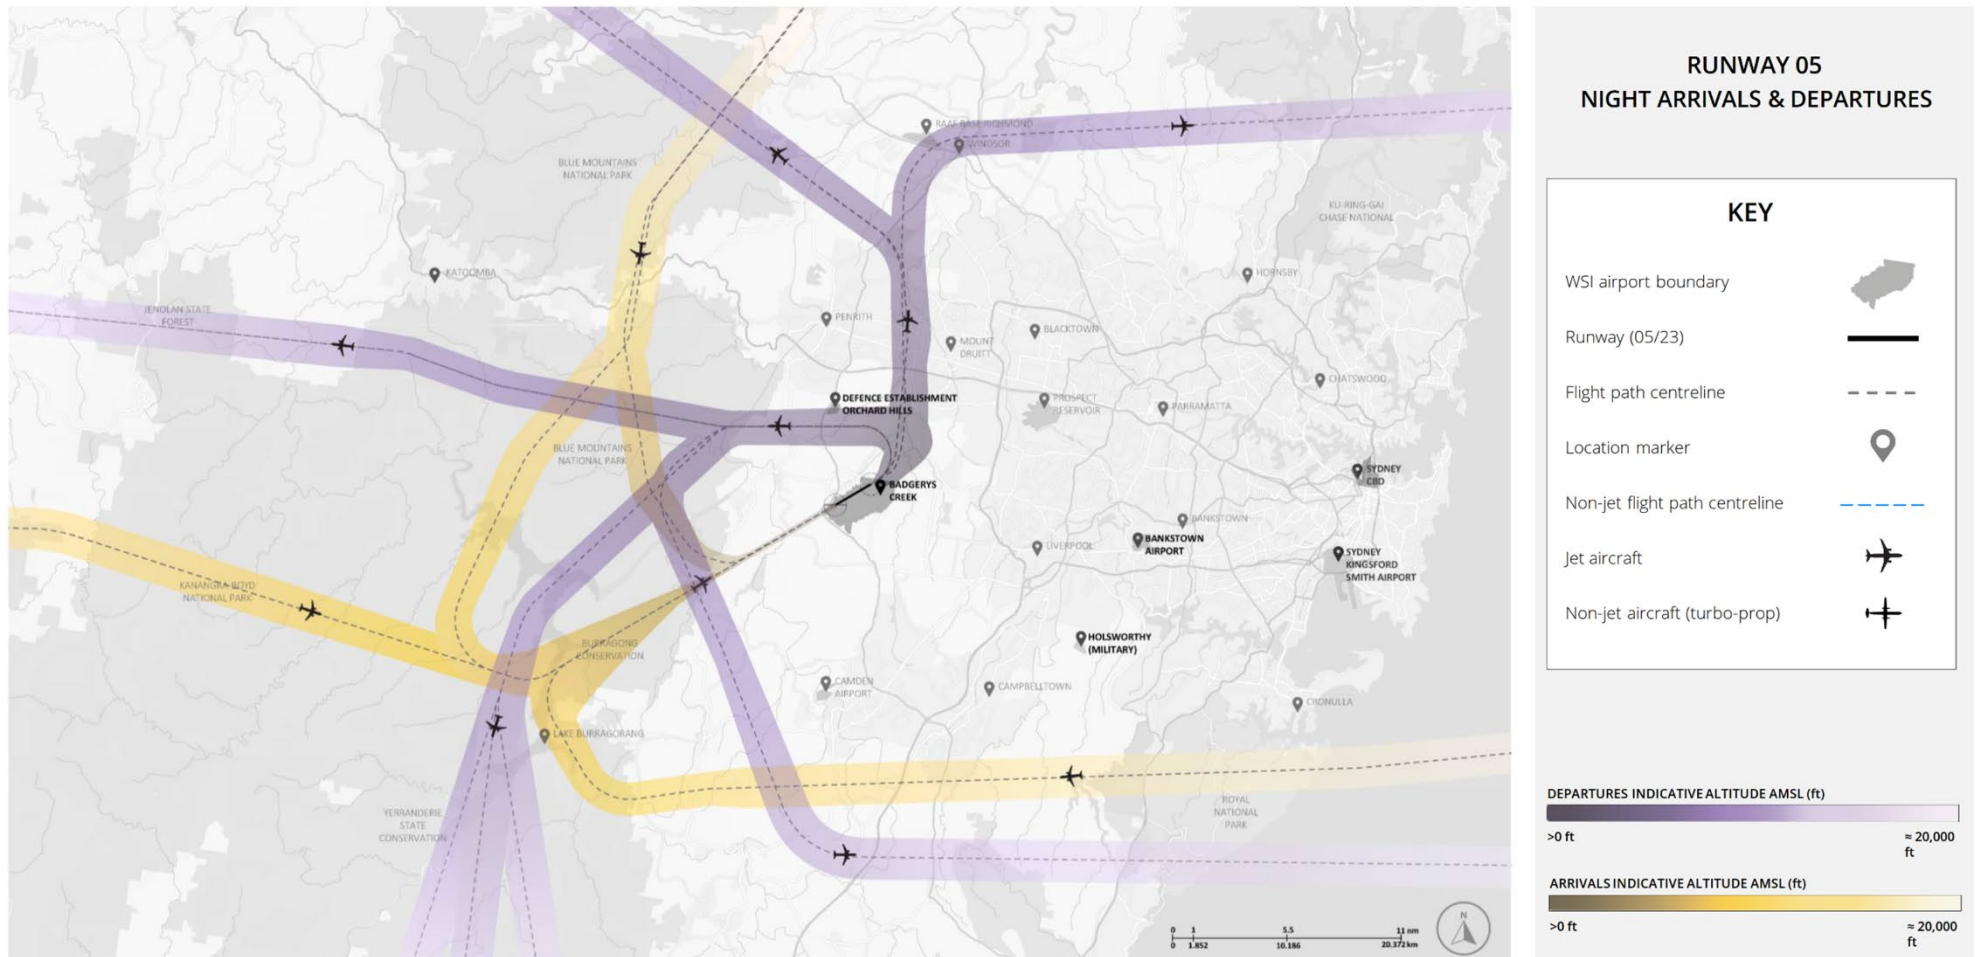 RUNWAY 05
NIGHT ARRIVALS & DEPARTURES
KEY
WSI airport boundary
Runway (05/23)
Flight path centreline
Location marker
Non-jet flight path centreline
Jet aircraft
Non-jet aircraft (turbo-prop)
DEPARTURES INDICATIVE ALTITUDE AMSL (ft)
>0 ft
≈ 20,000
ft
ARRIVALS INDICATIVE ALTITUDE AMSL (ft)
>0 ft
≈ 20,000
ft
RAAF BASE RICHMOND
WINDSOR
BLUE MOUNTAINS
NATIONAL PARK
KU-RING-GAI
CHASE NATIONAL
KATOOMBA
HORNSBY
JENOLAN STATE
FOREST
PENRITH
BLACKTOWN
MOUNT
DRUITT
CHATSWOOD
DEFENCE ESTABLISHMENT
ORCHARD HILLS
PROSPECT
RESERVOIR
PARRAMATTA
BLUE MOUNTAINS
NATIONAL PARK
SYDNEY
CBD
BADGERYS
CREEK
BANKSTOWN
BANKSTOWN
AIRPORT
LIVERPOOL
SYDNEY
KINGSFORD
SMITH AIRPORT
KANANGRA-BOYD
NATIONAL PARK
HOLSWORTHY
(MILITARY)
BURRAGONG
CONSERVATION
CAMDEN
AIRPORT
CAMPBELLTOWN
CRONULLA
LAKE BURRAGORANG
YERRANDERIE
STATE
CONSERVATION
ROYAL
NATIONAL
PARK
N
0 1 5.5 11 nm
0 1.852 10.186 20.372km